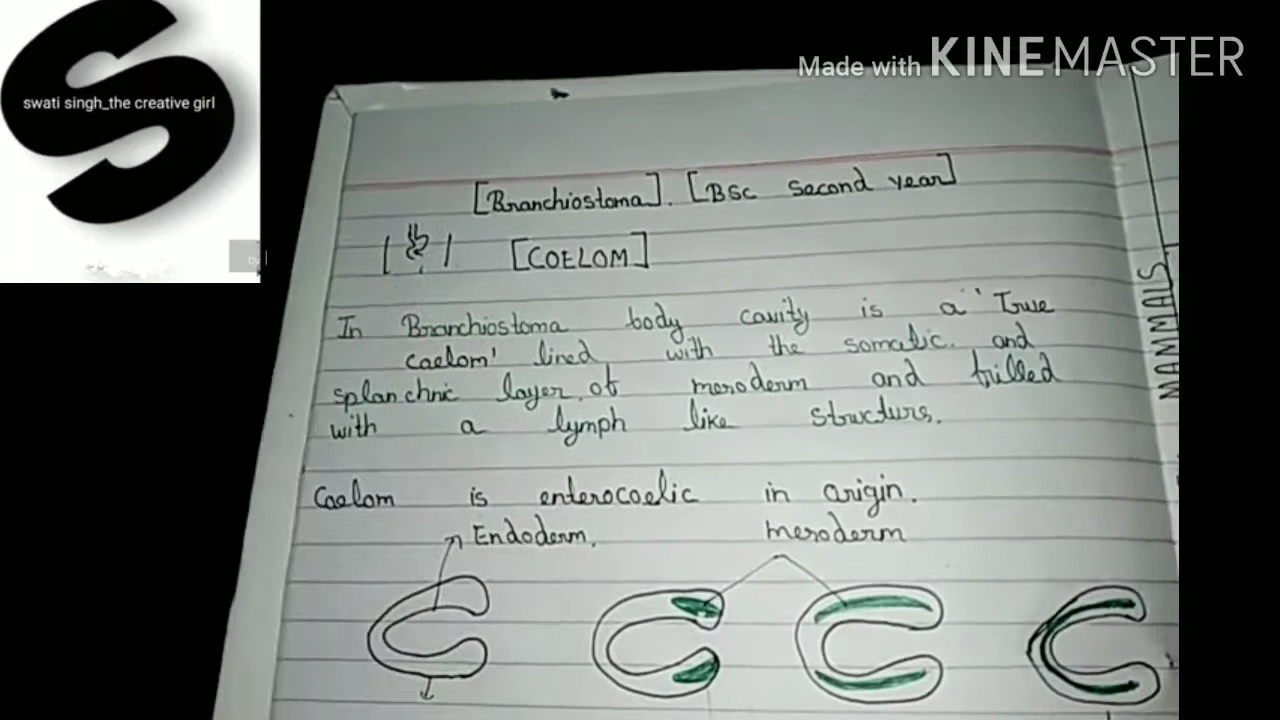 swati singh_the creative girl
Made with KINEMASTER
[Branchiostoma]. [BSc second year]
[COELOM]
In Branchiostoma body cavity is a "True
Coelom' lined with the somatic and
splanchnic layer of mesoderm and filled
with a lymph like structure.
Coelom is enterocoelic in origin.
Endoderm. mesoderm
MAMMALS